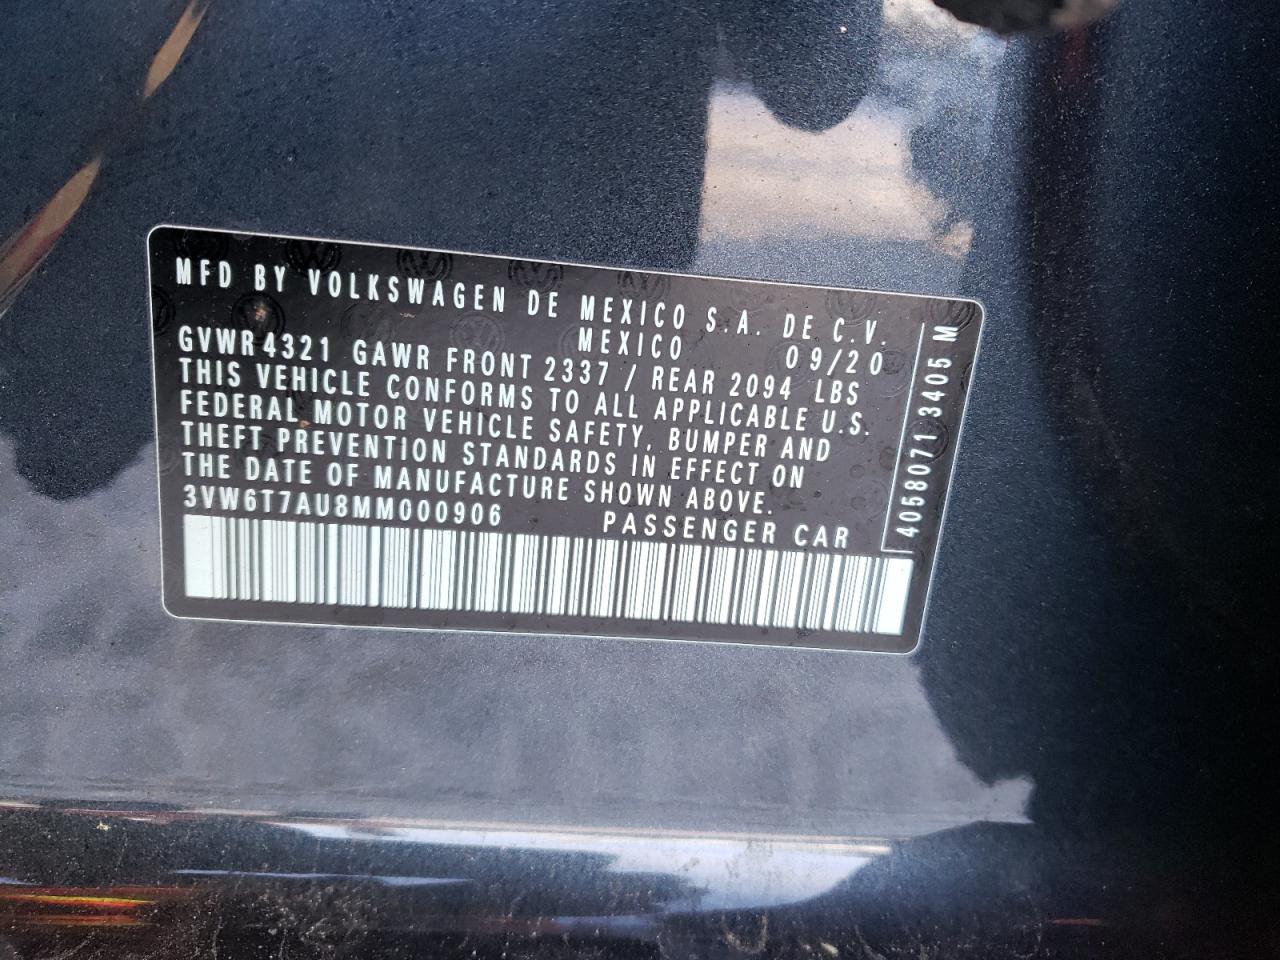 MFD BY VOLKSWAGEN DE MEXICO S.A. DE C.V.
MEXICO 09/20
GVWR 4321 GAWR FRONT 2337 / REAR 2094 LBS
THIS VEHICLE CONFORMS TO ALL APPLICABLE U.S.
FEDERAL MOTOR VEHICLE SAFETY, BUMPER AND
THEFT PREVENTION STANDARDS IN EFFECT ON
THE DATE OF MANUFACTURE SHOWN ABOVE.
3VW6T7AU8MM000906 PASSENGER CAR
4058071 3405 M